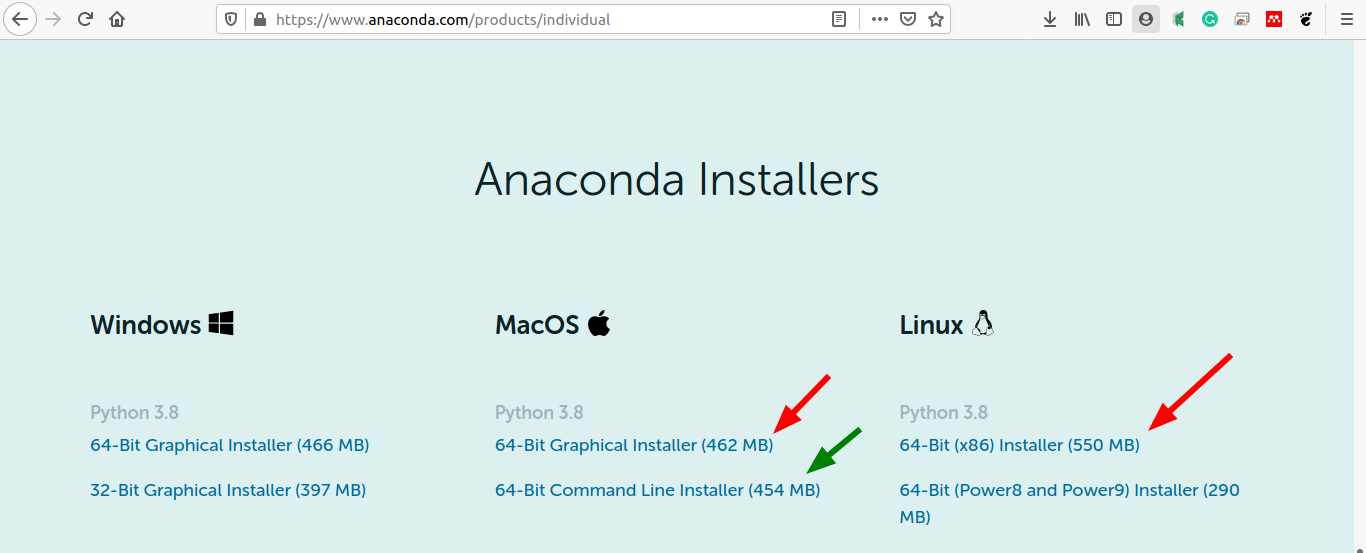 https://www.anaconda.com/products/individual
Anaconda Installers
Windows
Python 3.8
64-Bit Graphical Installer (466 MB)
32-Bit Graphical Installer (397 MB)
MacOS
Python 3.8
64-Bit Graphical Installer (462 MB)
64-Bit Command Line Installer (454 MB)
Linux
Python 3.8
64-Bit (x86) Installer (550 MB)
64-Bit (Power8 and Power9) Installer (290
MB)